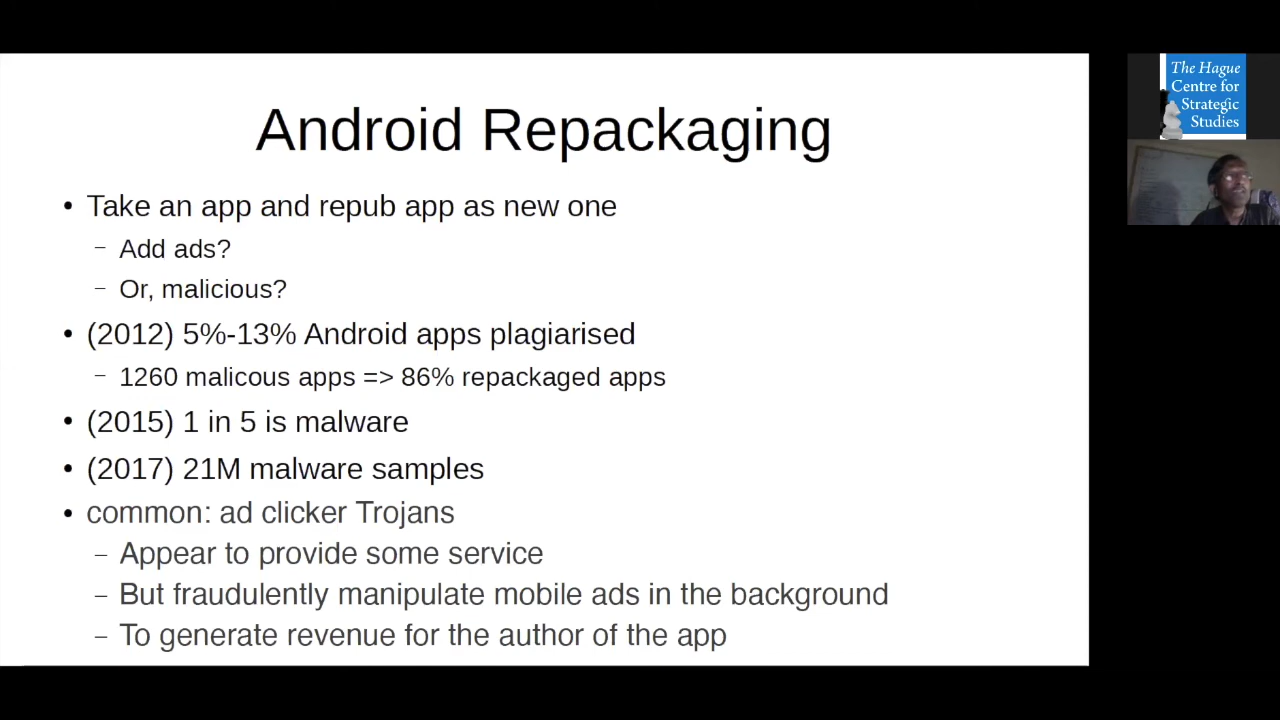 Android Repackaging
• Take an app and repub app as new one
– Add ads?
– Or, malicious?
• (2012) 5%-13% Android apps plagiarised
– 1260 malicous apps => 86% repackaged apps
• (2015) 1 in 5 is malware
• (2017) 21M malware samples
• common: ad clicker Trojans
– Appear to provide some service
– But fraudulently manipulate mobile ads in the background
– To generate revenue for the author of the app
The Hague
Centre for
Strategic
Studies